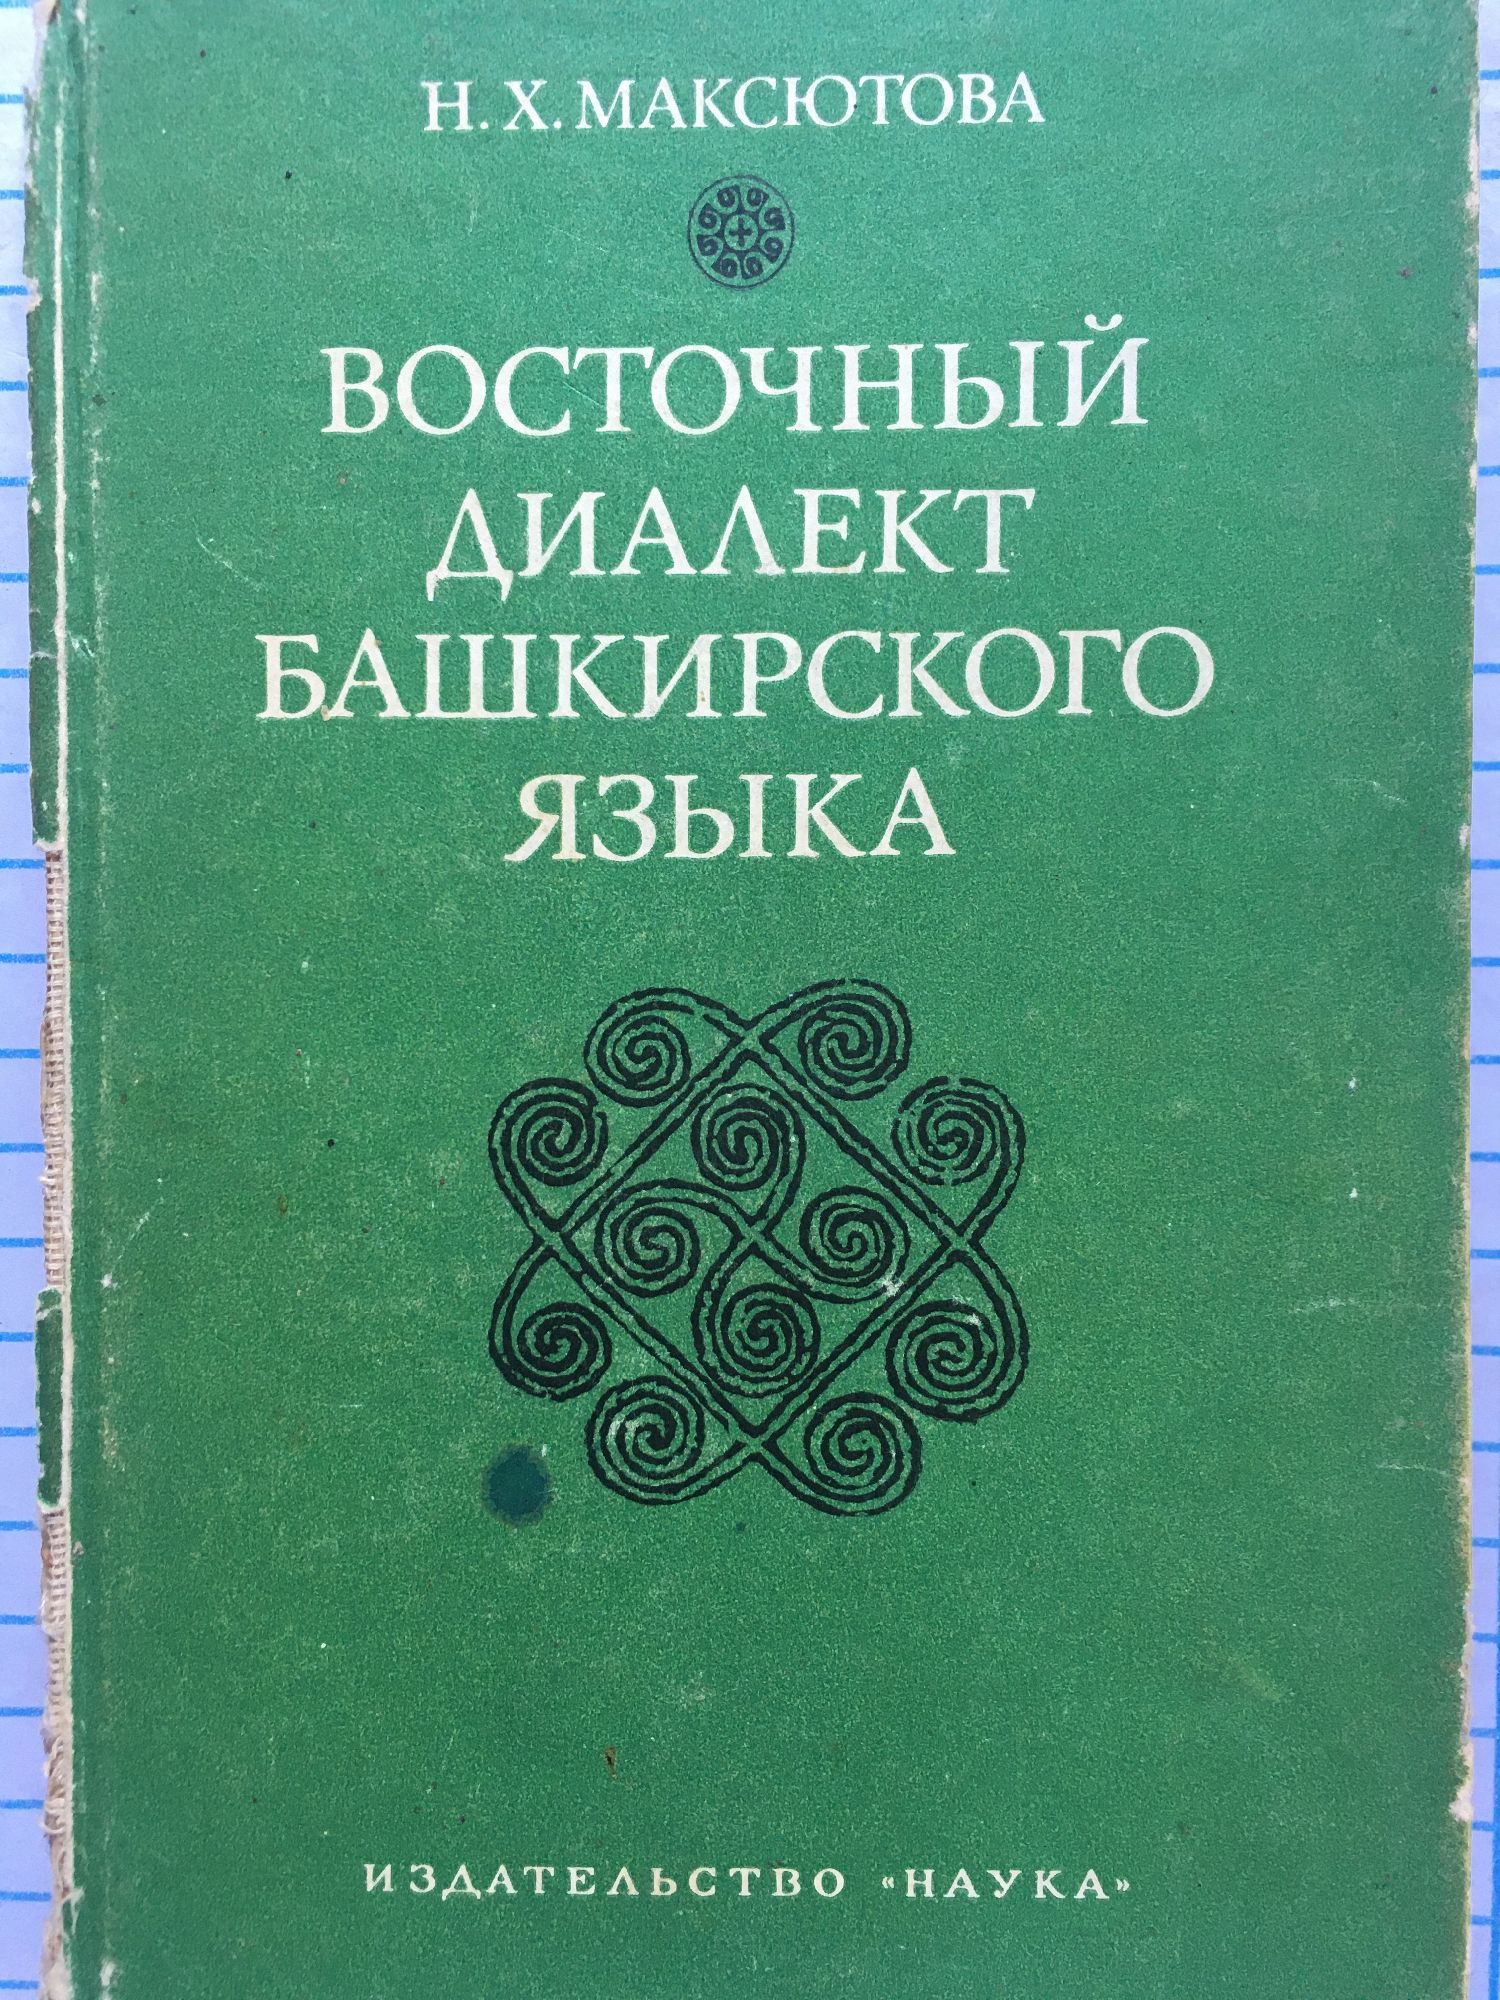 Н. Х. МАКСЮТОВА
ВОСТОЧНЫЙ
ДИАЛЕКТ
БАШКИРСКОГО
ЯЗЫКА
ИЗДАТЕЛЬСТВО «НАУКА»